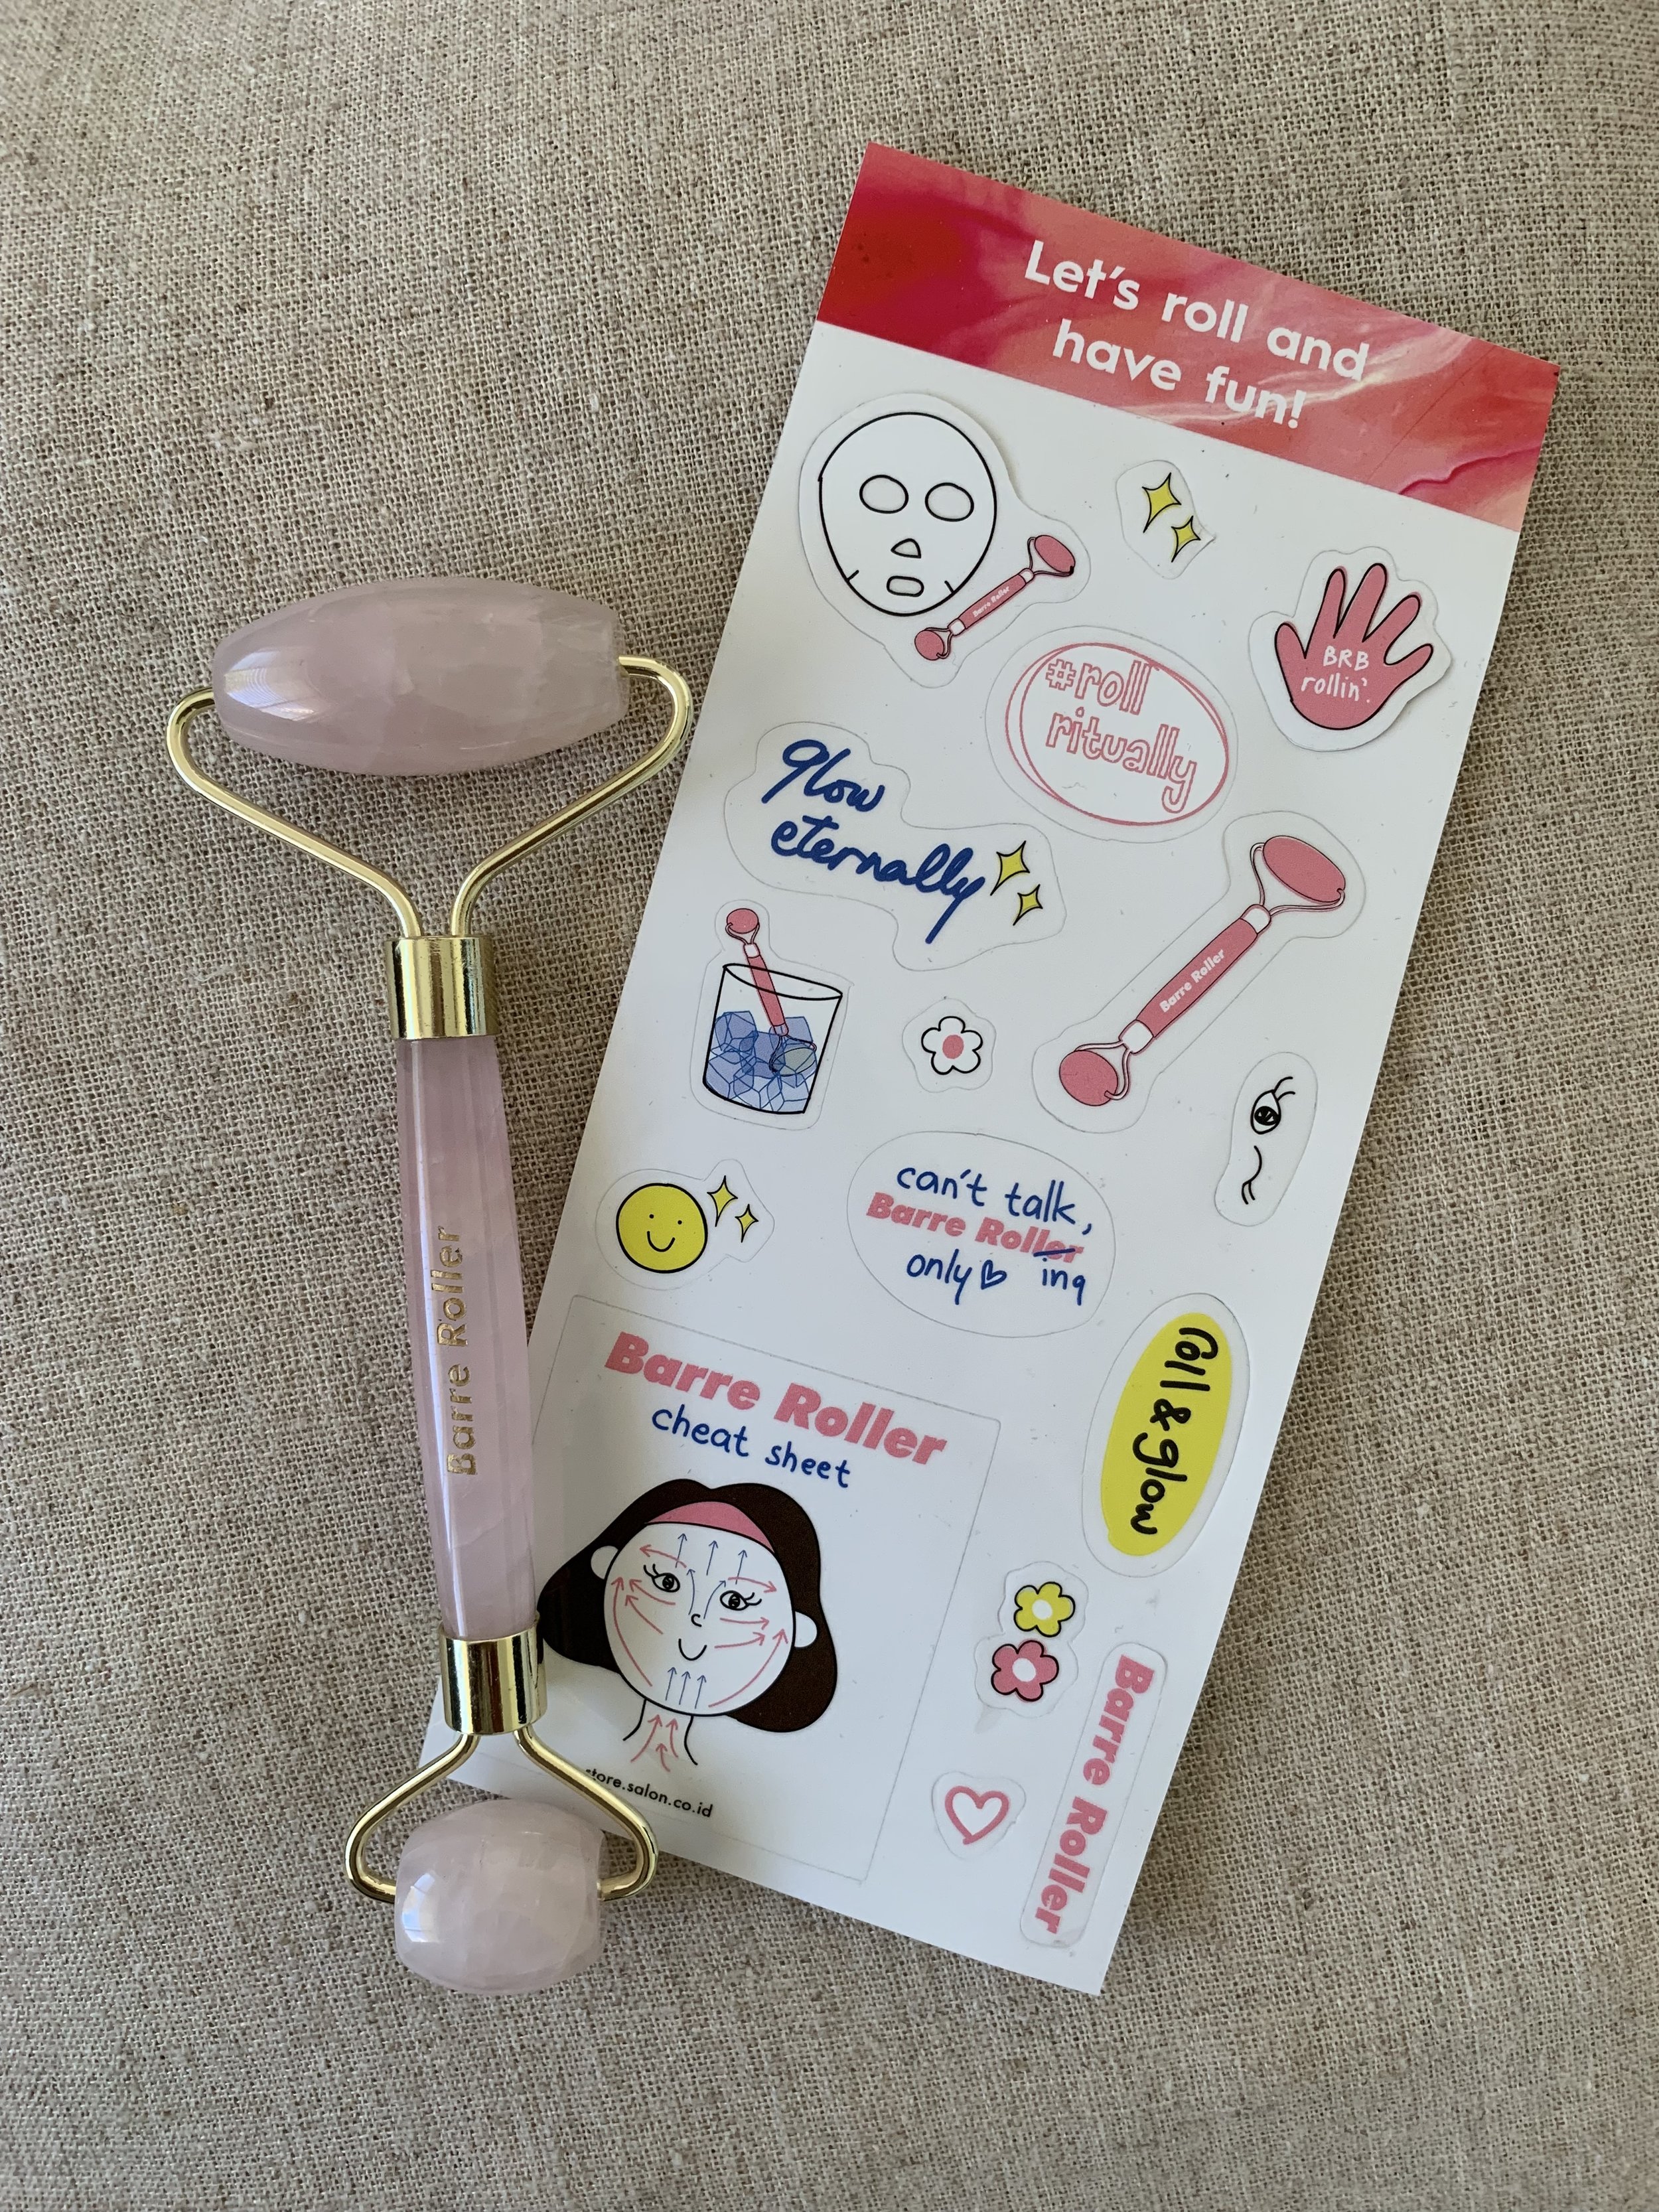 Let's roll and
have fun!
Barre Roller
BRB
rollin'.
#roll
ritually
glow
eternally
Barre Roller
can't talk,
Barre Roller
only ing
roll & glow
Barre Roller
cheat sheet
tore.salon.co.id
Barre Roller
Barre Roller